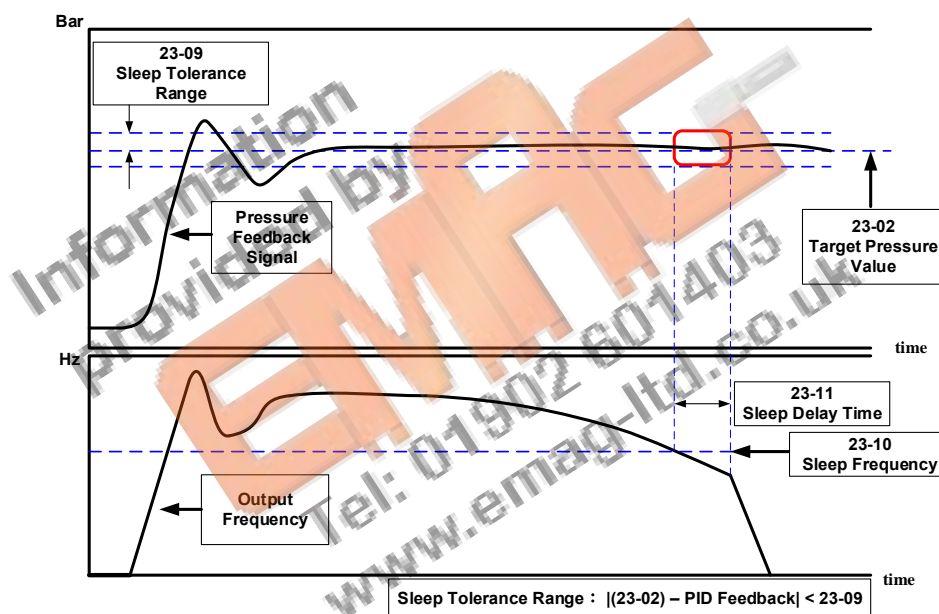 Bar
23-09
Sleep Tolerance
Range
Pressure
Feedback
Signal
23-02
Target Pressure
Value
time
Hz
23-11
Sleep Delay Time
23-10
Sleep Frequency
Output
Frequency
time
Sleep Tolerance Range : |(23-02) – PID Feedback| < 23-09
Information
provided by
EMAG
Tel: 01902 601403
www.emag-ltd.co.uk